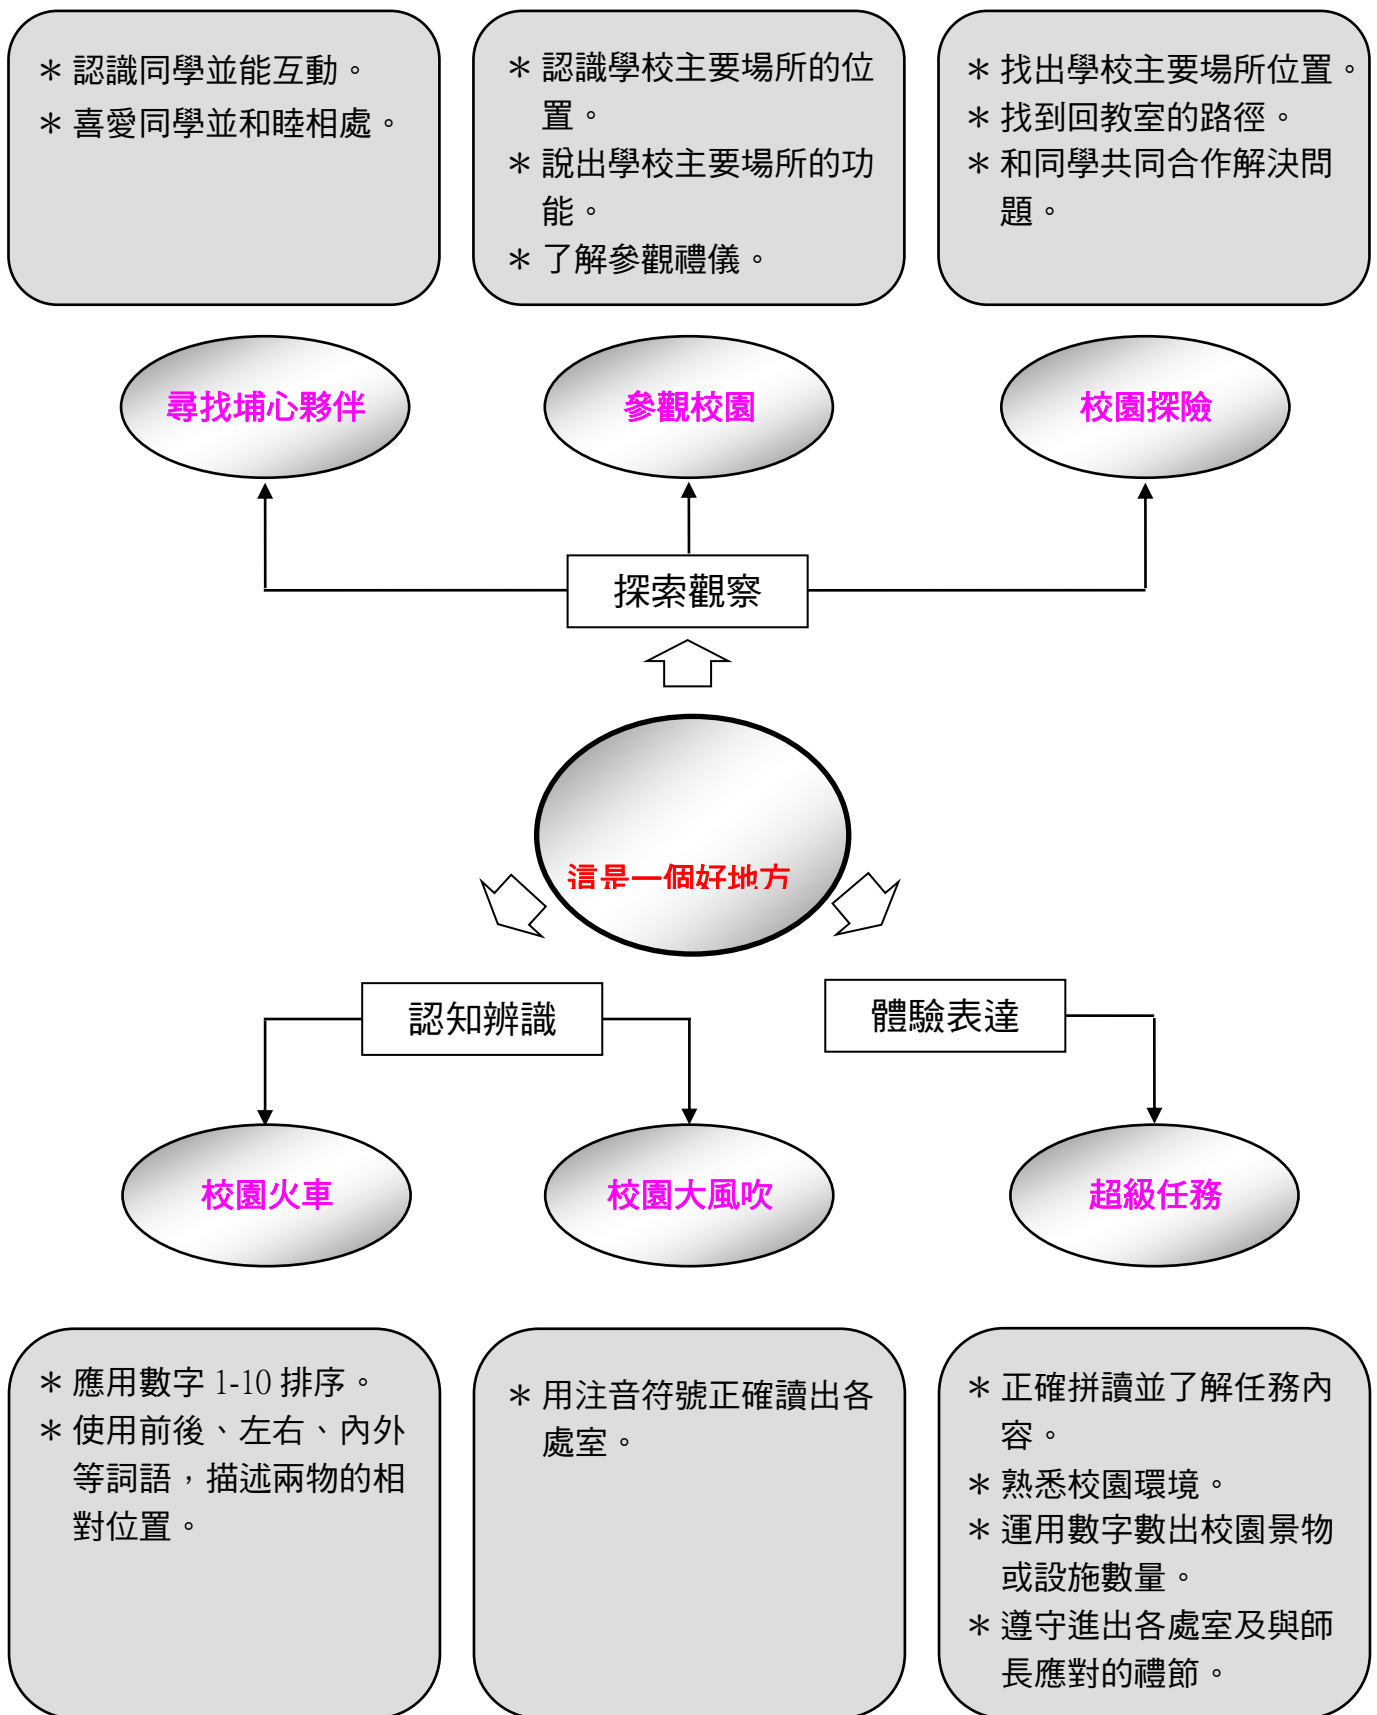 ＊ 認識同學並能互動。
＊ 喜愛同學並和睦相處。
＊ 認識學校主要場所的位
置。
＊ 說出學校主要場所的功
能。
＊ 了解參觀禮儀。
＊ 找出學校主要場所位置。
＊ 找到回教室的路徑。
＊ 和同學共同合作解決問
題。
尋找埔心夥伴
參觀校園
校園探險
探索觀察
這是一個好地方
認知辨識
體驗表達
校園火車
校園大風吹
超級任務
＊ 應用數字 1-10 排序。
＊ 使用前後、左右、內外
等詞語，描述兩物的相
對位置。
＊ 用注音符號正確讀出各
處室。
＊ 正確拼讀並了解任務內
容。
＊ 熟悉校園環境。
＊ 運用數字數出校園景物
或設施數量。
＊ 遵守進出各處室及與師
長應對的禮節。